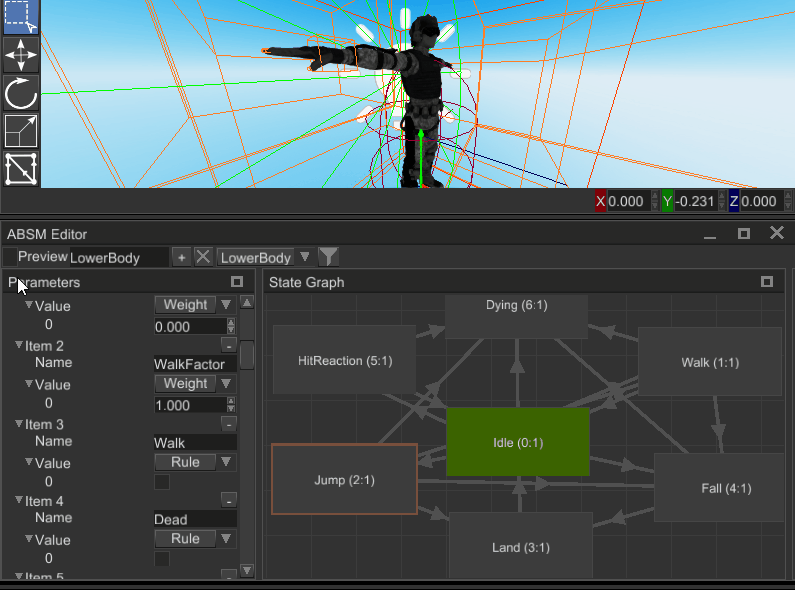 X 0.000 Y -0.231 Z 0.000
ABSM Editor
Preview LowerBody + LowerBody
Parameters
Value Weight
0 0.000
Item 2 -
Name WalkFactor
Value Weight
0 1.000
Item 3 -
Name Walk
Value Rule
0
Item 4 -
Name Dead
Value Rule
0
Item 5 -
State Graph
Dying (6:1)
HitReaction (5:1)
Walk (1:1)
Idle (0:1)
Jump (2:1)
Fall (4:1)
Land (3:1)